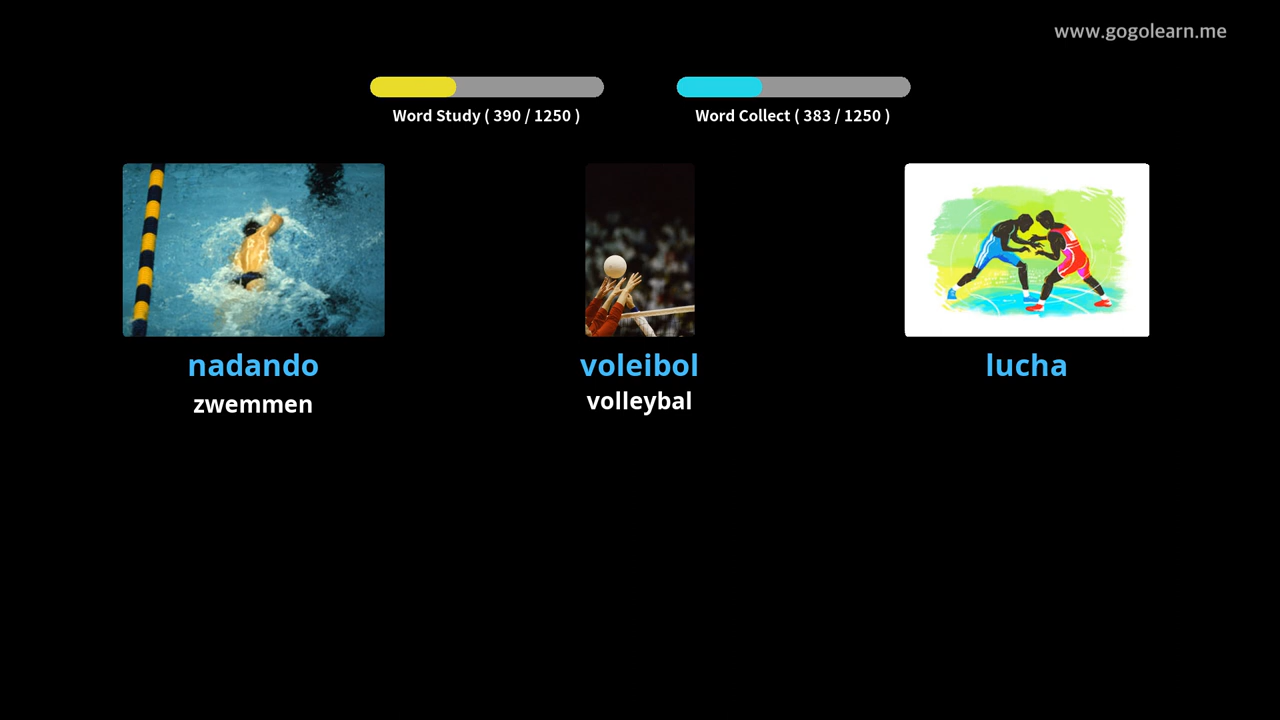 www.gogolearn.me
Word Study ( 390 / 1250 )
Word Collect ( 383 / 1250 )
nadando
voleibol
lucha
zwemmen
volleybal